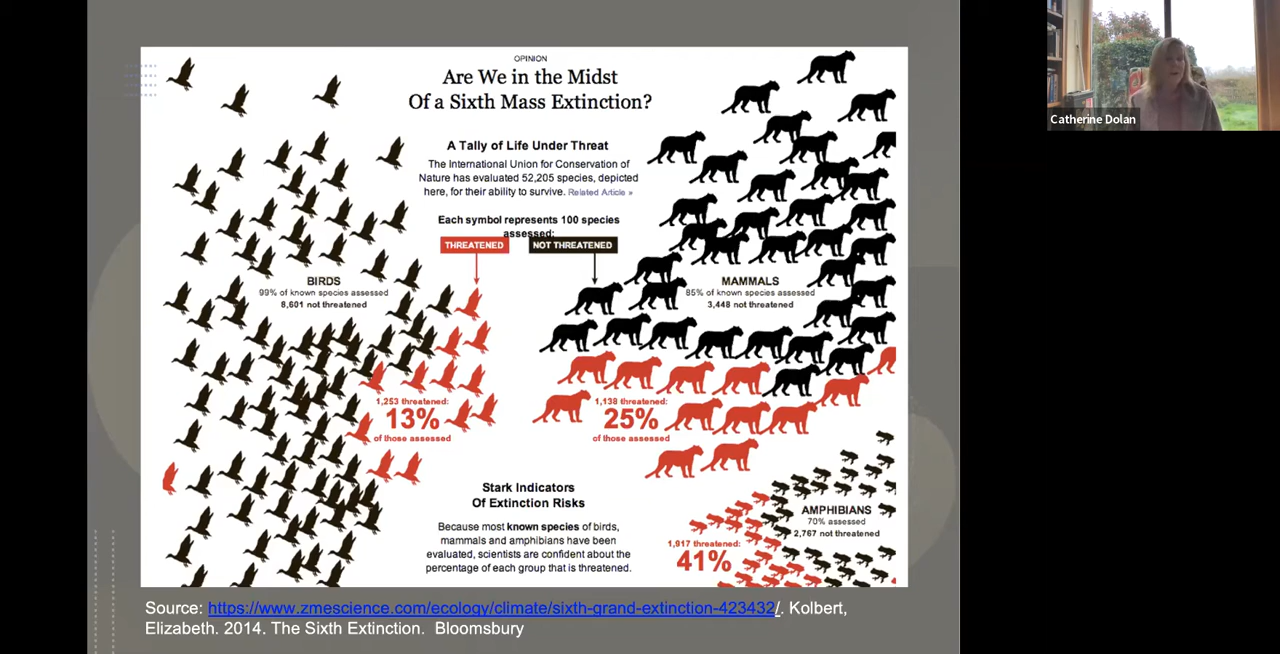 OPINION
Are We in the Midst
Of a Sixth Mass Extinction?
A Tally of Life Under Threat
The International Union for Conservation of
Nature has evaluated 52,205 species, depicted
here, for their ability to survive. Related Article »
Each symbol represents 100 species
assessed:
THREATENED
NOT THREATENED
BIRDS
99% of known species assessed
8,601 not threatened
MAMMALS
85% of known species assessed
3,448 not threatened
1,253 threatened:
13%
of those assessed
1,138 threatened:
25%
of those assessed
Stark Indicators
Of Extinction Risks
Because most known species of birds,
mammals and amphibians have been
evaluated, scientists are confident about the
percentage of each group that is threatened.
AMPHIBIANS
70% assessed
2,767 not threatened
1,917 threatened:
41%
Source: https://www.zmescience.com/ecology/climate/sixth-grand-extinction-423432/. Kolbert,
Elizabeth. 2014. The Sixth Extinction. Bloomsbury
Catherine Dolan